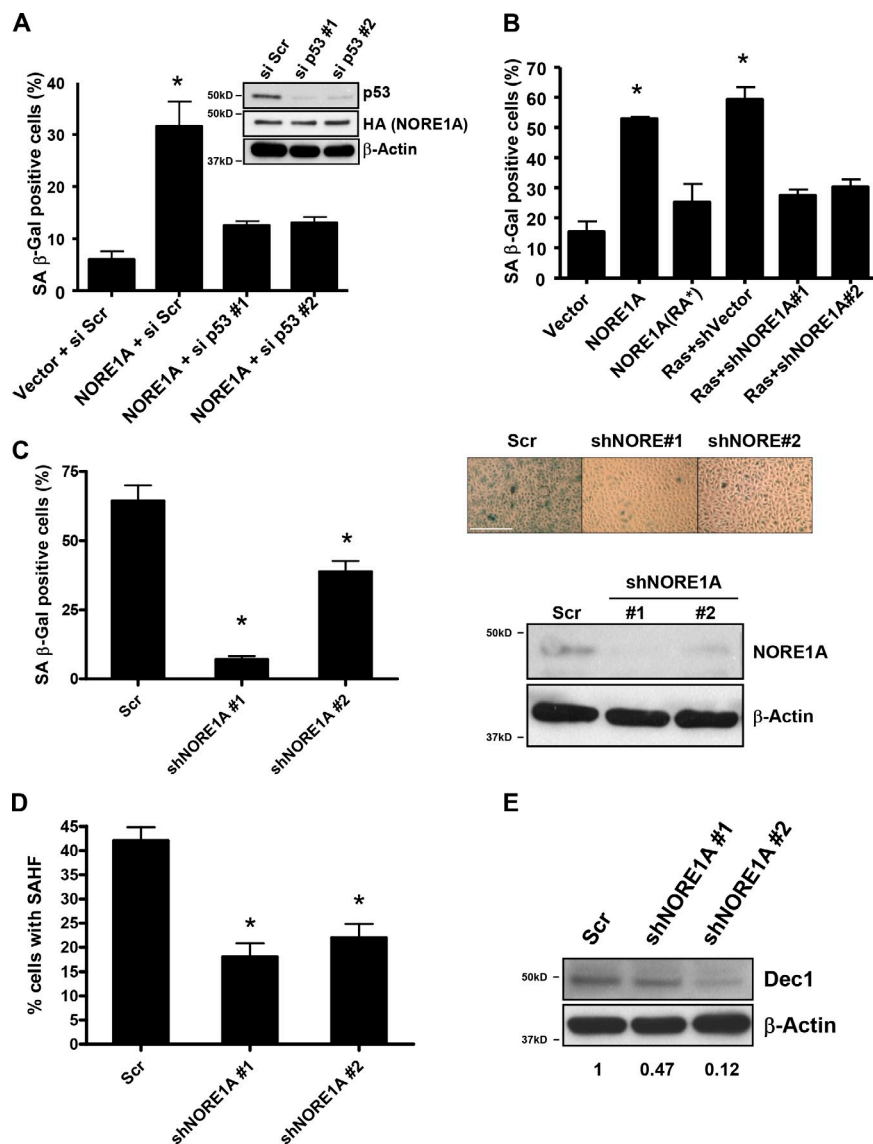 A
SA β-Gal positive cells (%)
40
30
20
10
0
*
Vector + si Scr
NORE1A + si Scr
NORE1A + si p53 #1
NORE1A + si p53 #2
si Scr
si p53 #1
si p53 #2
50kD
p53
50kD
HA (NORE1A)
37kD
β-Actin
B
SA β-Gal positive cells (%)
70
60
50
40
30
20
10
0
*
*
Vector
NORE1A
NORE1A(RA*)
Ras+shVector
Ras+shNORE1A#1
Ras+shNORE1A#2
C
SA β-Gal positive cells (%)
75
50
25
0
*
*
Scr
shNORE1A #1
shNORE1A #2
Scr shNORE#1 shNORE#2
shNORE1A
Scr #1 #2
50kD
NORE1A
β-Actin
37kD
D
% cells with SAHF
45
40
35
30
25
20
15
10
5
0
*
*
Scr
shNORE1A #1
shNORE1A #2
E
Scr
shNORE1A #1
shNORE1A #2
50kD
Dec1
β-Actin
37kD
1 0.47 0.12